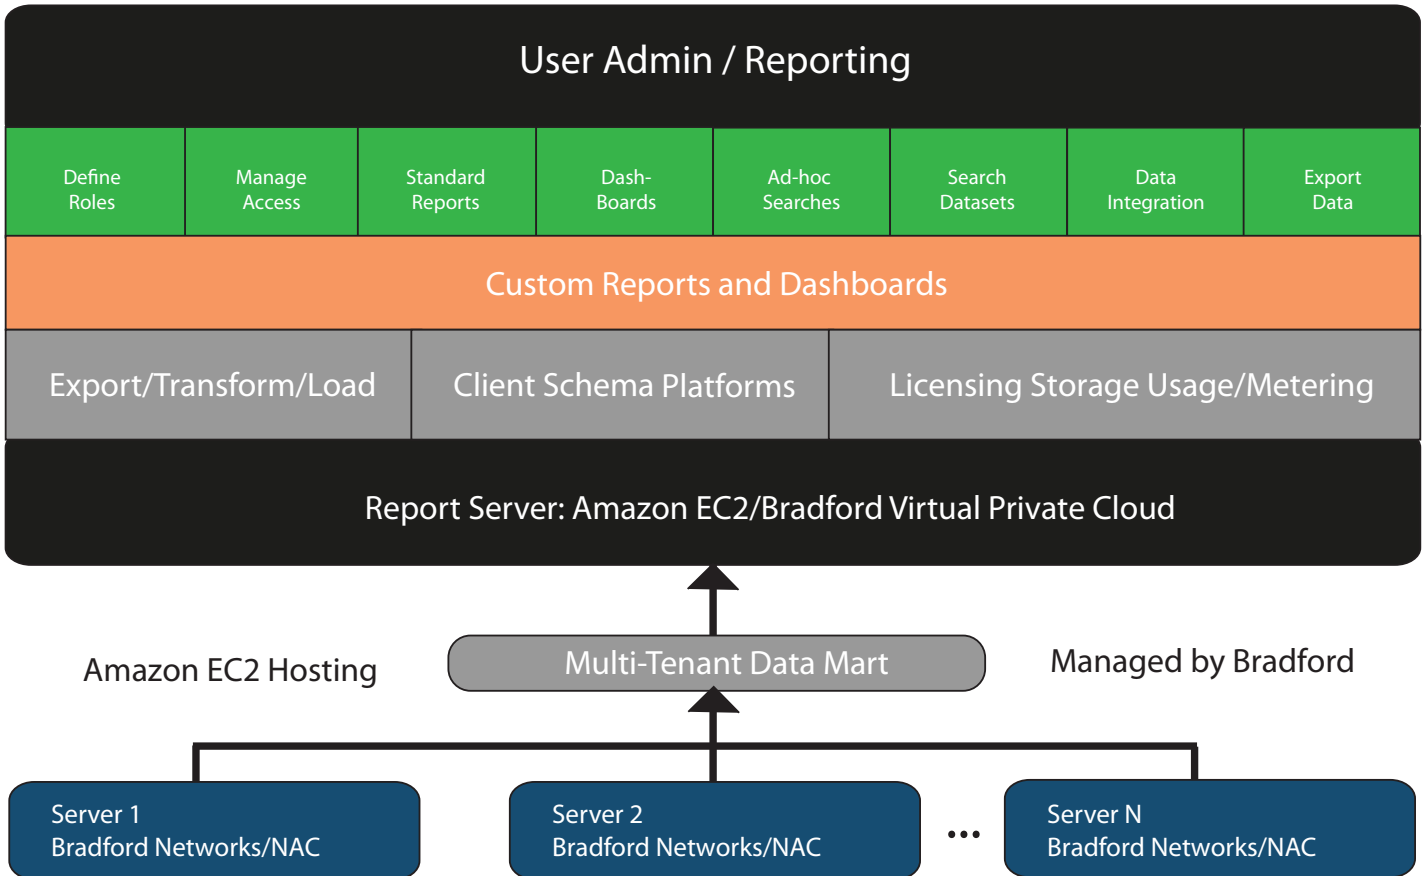 User Admin / Reporting
Define
Roles
Manage
Access
Standard
Reports
Dash-
Boards
Ad-hoc
Searches
Search
Datasets
Data
Integration
Export
Data
Custom Reports and Dashboards
Export/Transform/Load
Client Schema Platforms
Licensing Storage Usage/Metering
Report Server: Amazon EC2/Bradford Virtual Private Cloud
Amazon EC2 Hosting
Multi-Tenant Data Mart
Managed by Bradford
Server 1
Bradford Networks/NAC
Server 2
Bradford Networks/NAC
...
Server N
Bradford Networks/NAC